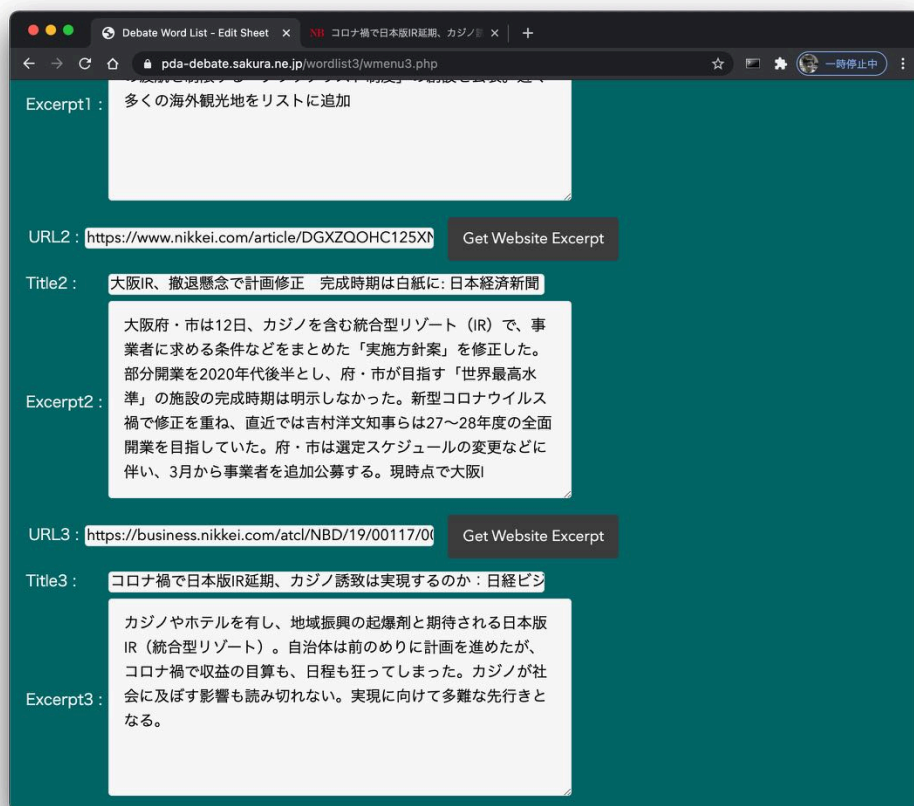 Debate Word List - Edit Sheet
コロナ禍で日本版IR延期、カジノ
pda-debate.sakura.ne.jp/wordlist3/wmenu3.php
一時停止中
Excerpt1 :
多くの海外観光地をリストに追加
URL2 : https://www.nikkei.com/article/DGXZQOHC125XN Get Website Excerpt
Title2 : 大阪IR、撤退懸念で計画修正　完成時期は白紙に: 日本経済新聞
Excerpt2 :
大阪府・市は12日、カジノを含む統合型リゾート（IR）で、事
業者に求める条件などをまとめた「実施方針案」を修正した。
部分開業を2020年代後半とし、府・市が目指す「世界最高水
準」の施設の完成時期は明示しなかった。新型コロナウイルス
禍で修正を重ね、直近では吉村洋文知事らは27〜28年度の全面
開業を目指していた。府・市は選定スケジュールの変更などに
伴い、3月から事業者を追加公募する。現時点で大阪I
URL3 : https://business.nikkei.com/atcl/NBD/19/00117/00 Get Website Excerpt
Title3 : コロナ禍で日本版IR延期、カジノ誘致は実現するのか：日経ビジ
Excerpt3 :
カジノやホテルを有し、地域振興の起爆剤と期待される日本版
IR（統合型リゾート）。自治体は前のめりに計画を進めたが、
コロナ禍で収益の目算も、日程も狂ってしまった。カジノが社
会に及ぼす影響も読み切れない。実現に向けて多難な先行きと
なる。